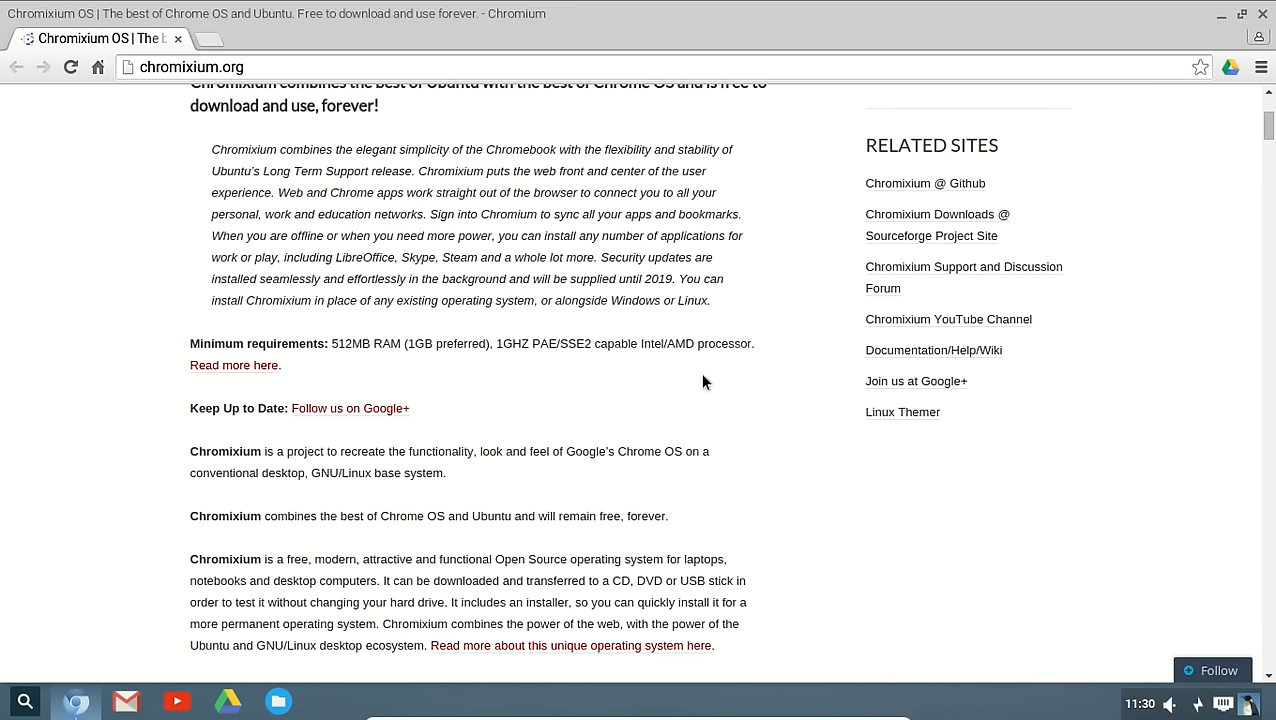 Chromixium OS | The best of Chrome OS and Ubuntu. Free to download and use forever. - Chromium
Chromixium OS | The b
chromixium.org
Chromixium combines the best of Ubuntu with the best of Chrome OS and is free to
download and use, forever!
Chromixium combines the elegant simplicity of the Chromebook with the flexibility and stability of
Ubuntu’s Long Term Support release. Chromixium puts the web front and center of the user
experience. Web and Chrome apps work straight out of the browser to connect you to all your
personal, work and education networks. Sign into Chromium to sync all your apps and bookmarks.
When you are offline or when you need more power, you can install any number of applications for
work or play, including LibreOffice, Skype, Steam and a whole lot more. Security updates are
installed seamlessly and effortlessly in the background and will be supplied until 2019. You can
install Chromixium in place of any existing operating system, or alongside Windows or Linux.
Minimum requirements: 512MB RAM (1GB preferred), 1GHZ PAE/SSE2 capable Intel/AMD processor.
Read more here.
Keep Up to Date: Follow us on Google+
Chromixium is a project to recreate the functionality, look and feel of Google’s Chrome OS on a
conventional desktop, GNU/Linux base system.
Chromixium combines the best of Chrome OS and Ubuntu and will remain free, forever.
Chromixium is a free, modern, attractive and functional Open Source operating system for laptops,
notebooks and desktop computers. It can be downloaded and transferred to a CD, DVD or USB stick in
order to test it without changing your hard drive. It includes an installer, so you can quickly install it for a
more permanent operating system. Chromixium combines the power of the web, with the power of the
Ubuntu and GNU/Linux desktop ecosystem. Read more about this unique operating system here.
RELATED SITES
Chromixium @ Github
Chromixium Downloads @
Sourceforge Project Site
Chromixium Support and Discussion
Forum
Chromixium YouTube Channel
Documentation/Help/Wiki
Join us at Google+
Linux Themer
Follow
11:30